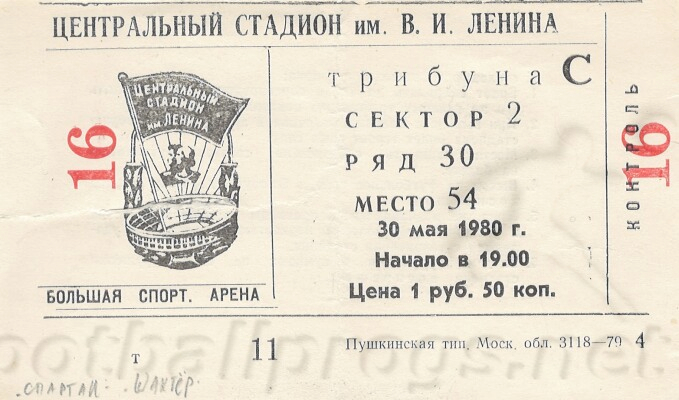 ЦЕНТРАЛЬНЫЙ СТАДИОН им. В. И. ЛЕНИНА
ЦЕНТРАЛЬНЫЙ
СТАДИОН
ИМ. ЛЕНИНА
16
БОЛЬШАЯ СПОРТ. АРЕНА
трибуна С
СЕКТОР 2
РЯД 30
МЕСТО 54
30 мая 1980 г.
Начало в 19.00
Цена 1 руб. 50 коп.
КОНТРОЛЬ
16
т 11 Пушкинская тип. Моск. обл. 3118—79 4
СПАРТАК - ШАХТЁР.